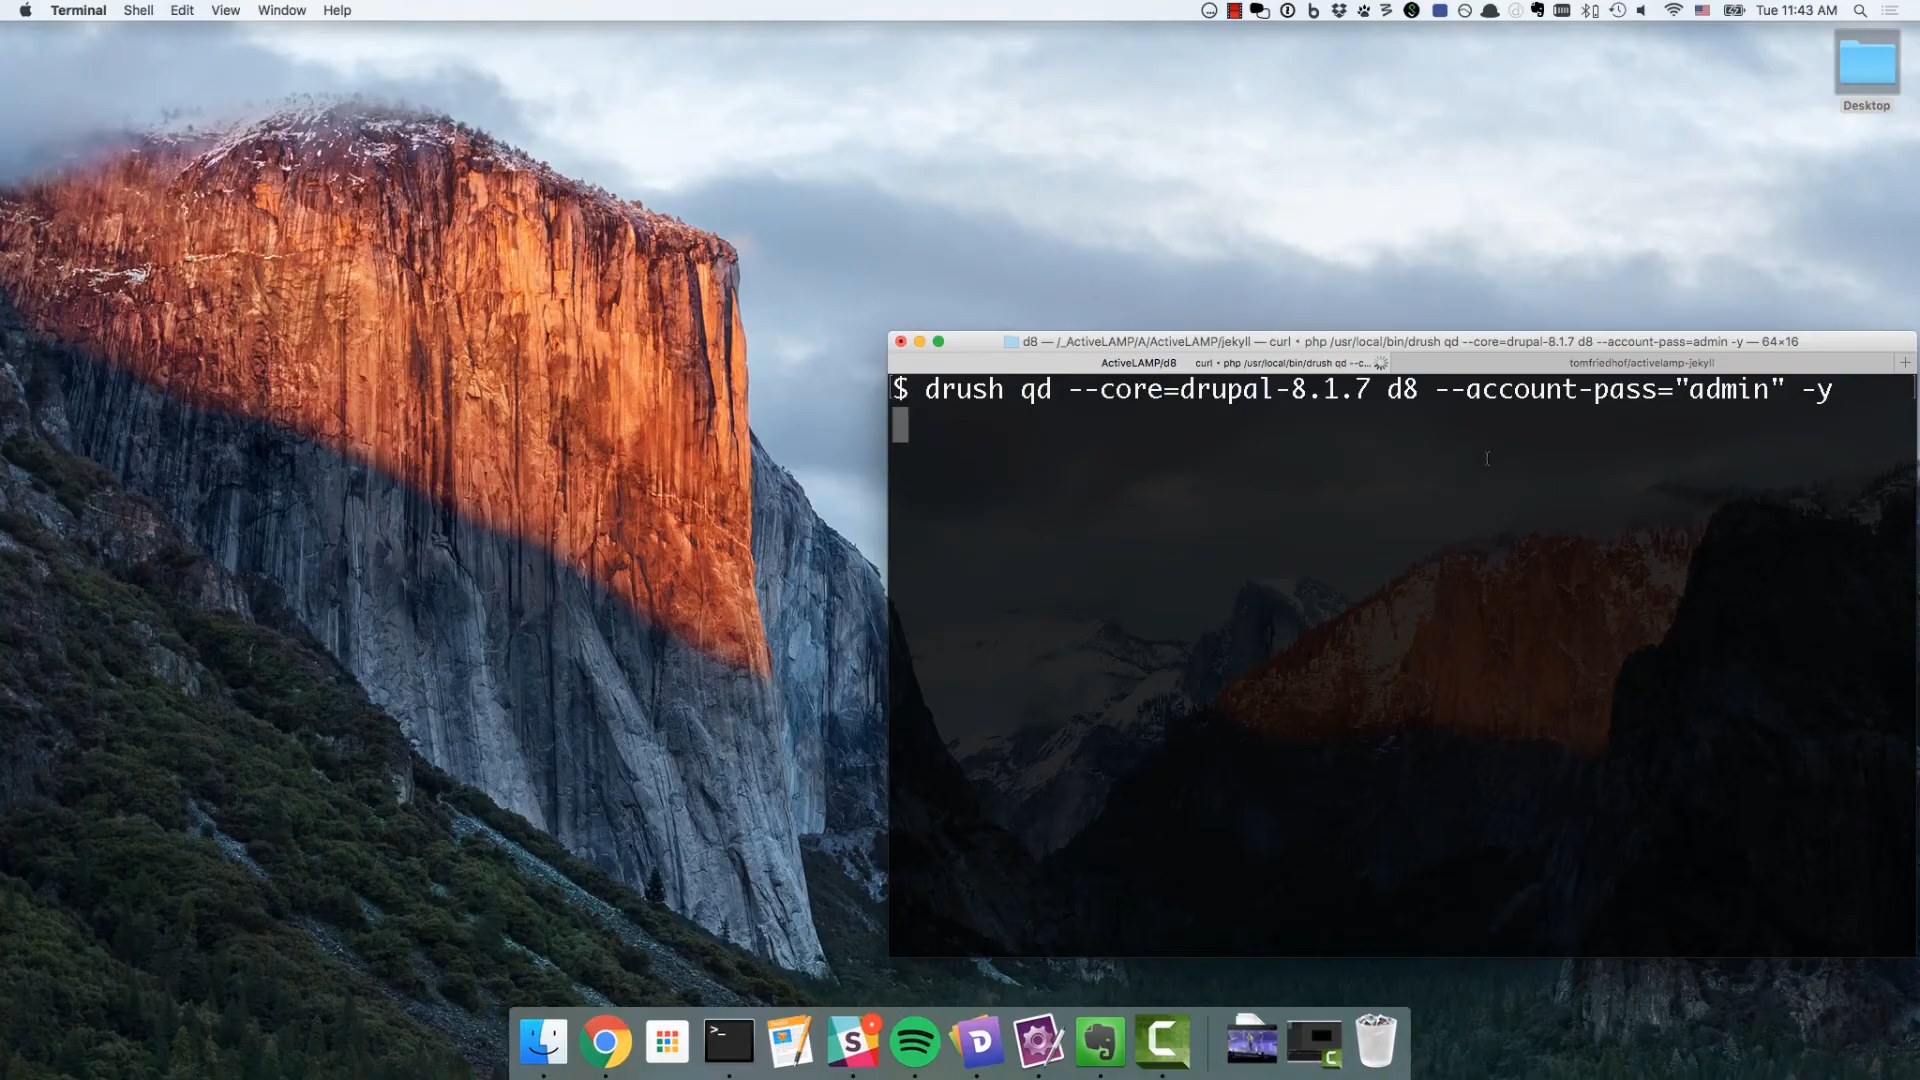 Terminal Shell Edit View Window Help
Tue 11:43 AM
Desktop
d8 — /_ActiveLAMP/A/ActiveLAMP/jekyll — curl • php /usr/local/bin/drush qd --core=drupal-8.1.7 d8 --account-pass=admin -y — 64×16
ActiveLAMP/d8 curl • php /usr/local/bin/drush qd --c...
tomfriedhof/activelamp-jekyll
$ drush qd --core=drupal-8.1.7 d8 --account-pass="admin" -y